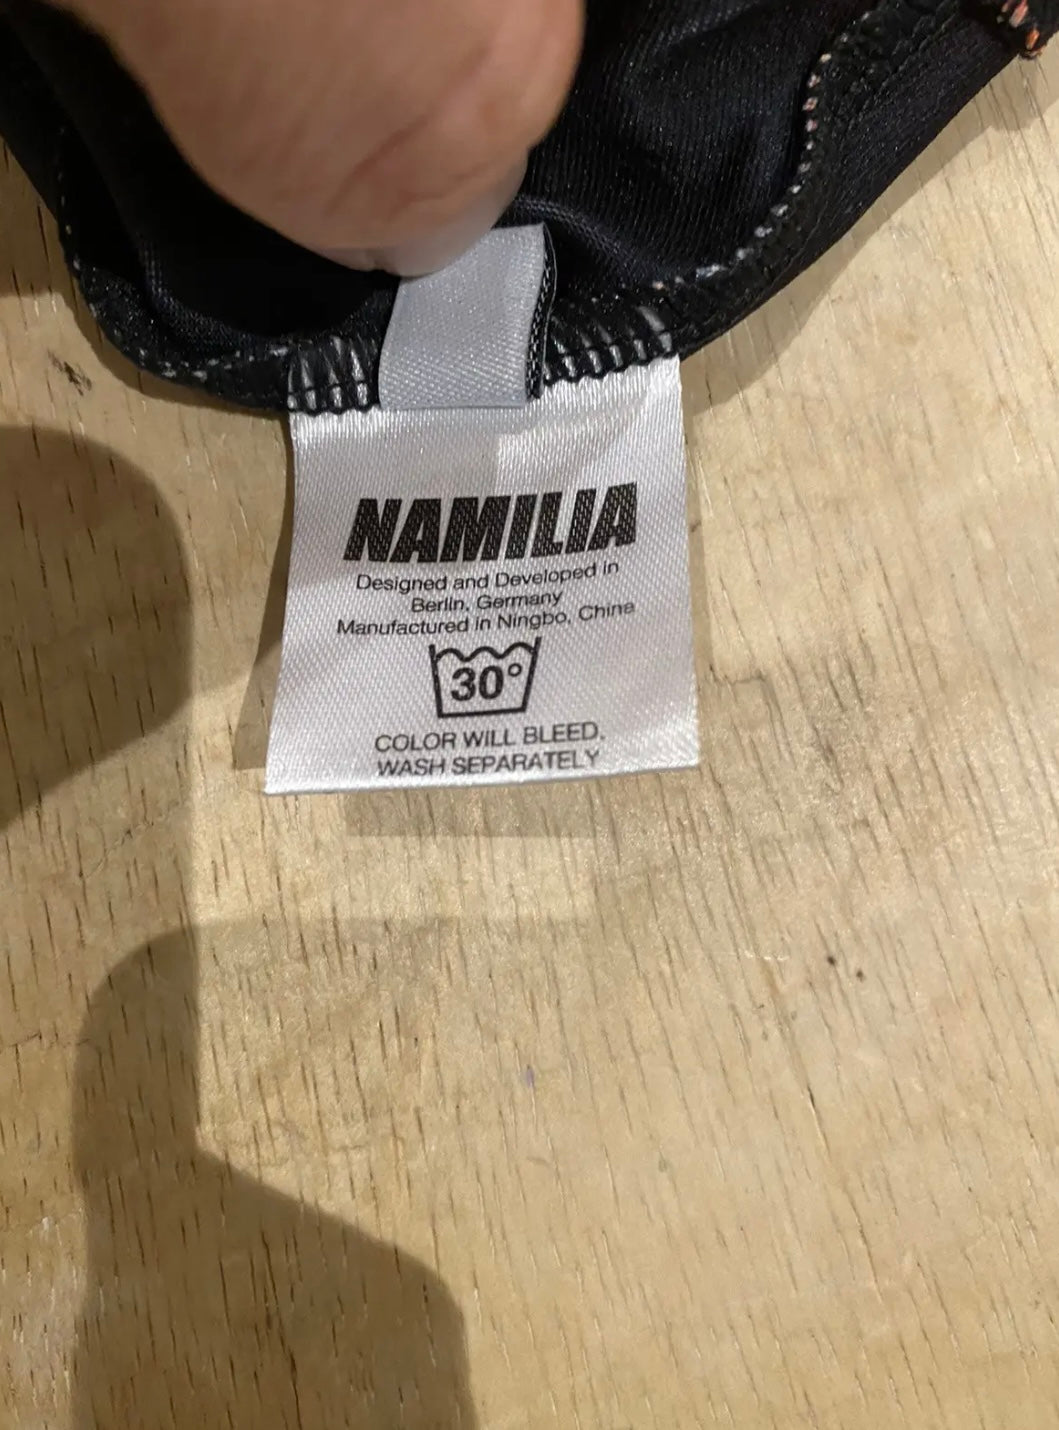 NAMILIA
Designed and Developed in
Berlin, Germany
Manufactured in Ningbo, China
30°
COLOR WILL BLEED.
WASH SEPARATELY